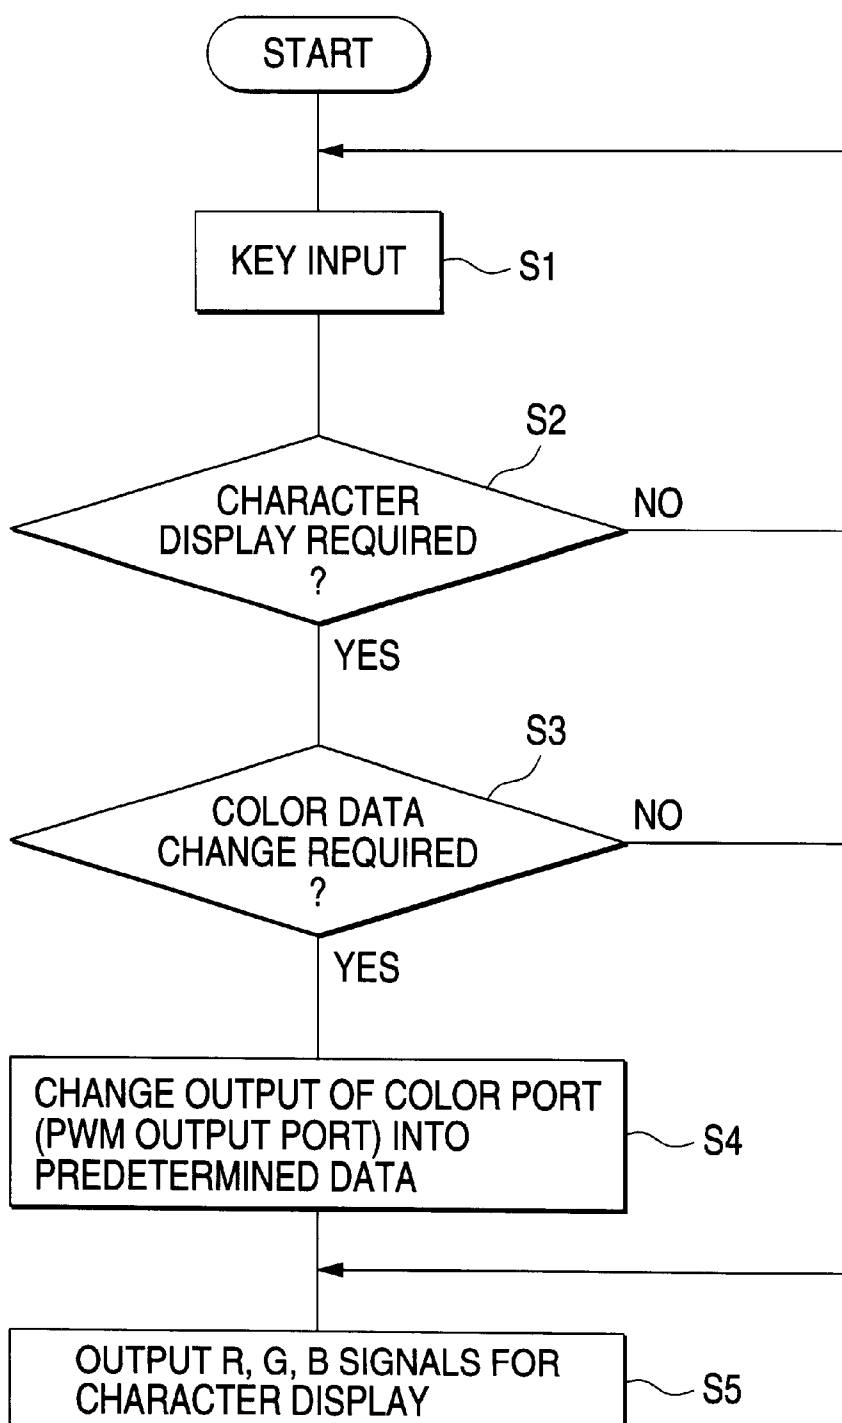 START
KEY INPUT
S1
S2
CHARACTER
DISPLAY REQUIRED
?
NO
YES
S3
COLOR DATA
CHANGE REQUIRED
?
NO
YES
CHANGE OUTPUT OF COLOR PORT
(PWM OUTPUT PORT) INTO
PREDETERMINED DATA
S4
OUTPUT R, G, B SIGNALS FOR
CHARACTER DISPLAY
S5